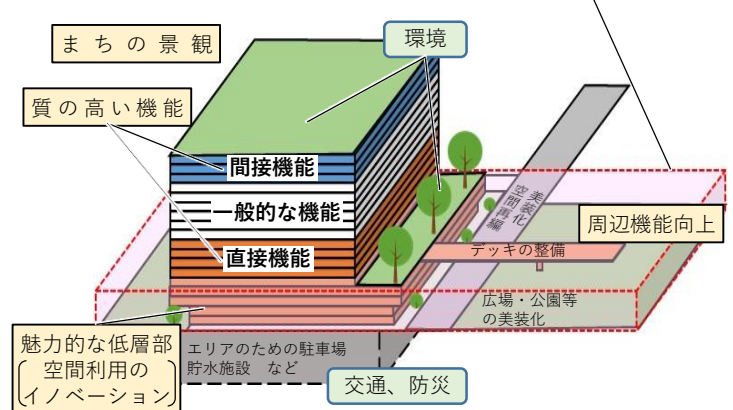 まちの景観
環境
質の高い機能
間接機能
一般的な機能
直接機能
美装化
空間再編
周辺機能向上
デッキの整備
広場・公園等
の美装化
魅力的な低層部
空間利用の
イノベーション
エリアのための駐車場
貯水施設 など
交通、防災